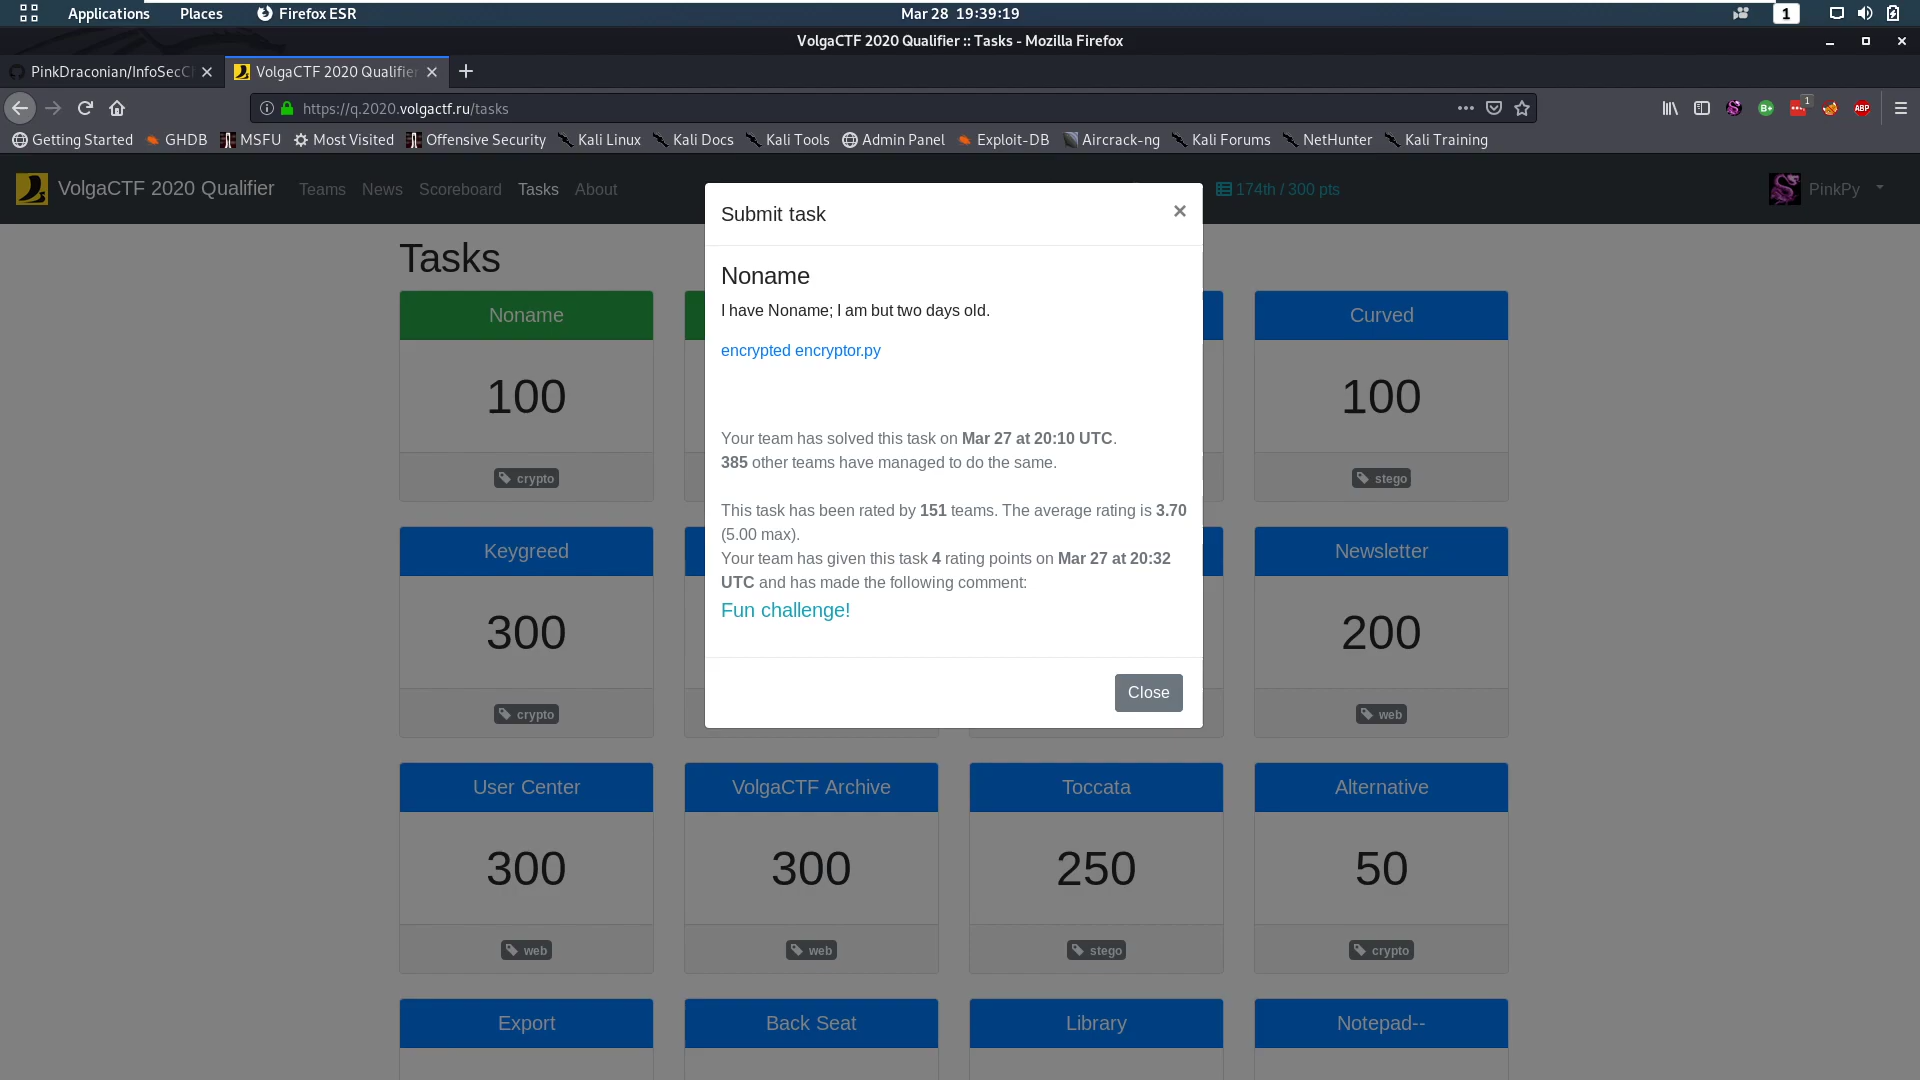 Applications Places Firefox ESR Mar 28 19:39:19 1
VolgaCTF 2020 Qualifier :: Tasks - Mozilla Firefox
PinkDraconian/InfoSecC VolgaCTF 2020 Qualifier
https://q.2020.volgactf.ru/tasks 1 ABP
Getting Started GHDB MSFU Most Visited Offensive Security Kali Linux Kali Docs Kali Tools Admin Panel Exploit-DB Aircrack-ng Kali Forums NetHunter Kali Training
VolgaCTF 2020 Qualifier Teams News Scoreboard Tasks About 174th / 300 pts PinkPy
Submit task ×
Noname
I have Noname; I am but two days old.
encrypted encryptor.py
Your team has solved this task on Mar 27 at 20:10 UTC.
385 other teams have managed to do the same.
This task has been rated by 151 teams. The average rating is 3.70
(5.00 max).
Your team has given this task 4 rating points on Mar 27 at 20:32
UTC and has made the following comment:
Fun challenge!
Close
Tasks
Noname Curved
100 100
crypto stego
Keygreed Newsletter
300 200
crypto web
User Center VolgaCTF Archive Toccata Alternative
300 300 250 50
web web stego crypto
Export Back Seat Library Notepad--